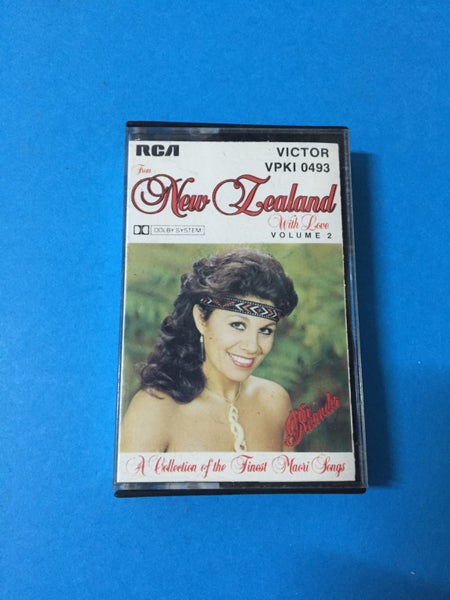 RCA
VICTOR
VPKI 0493
From
New Zealand
With Love
DOLBY SYSTEM
VOLUME 2
Rhonda
A Collection of the Finest Maori Songs